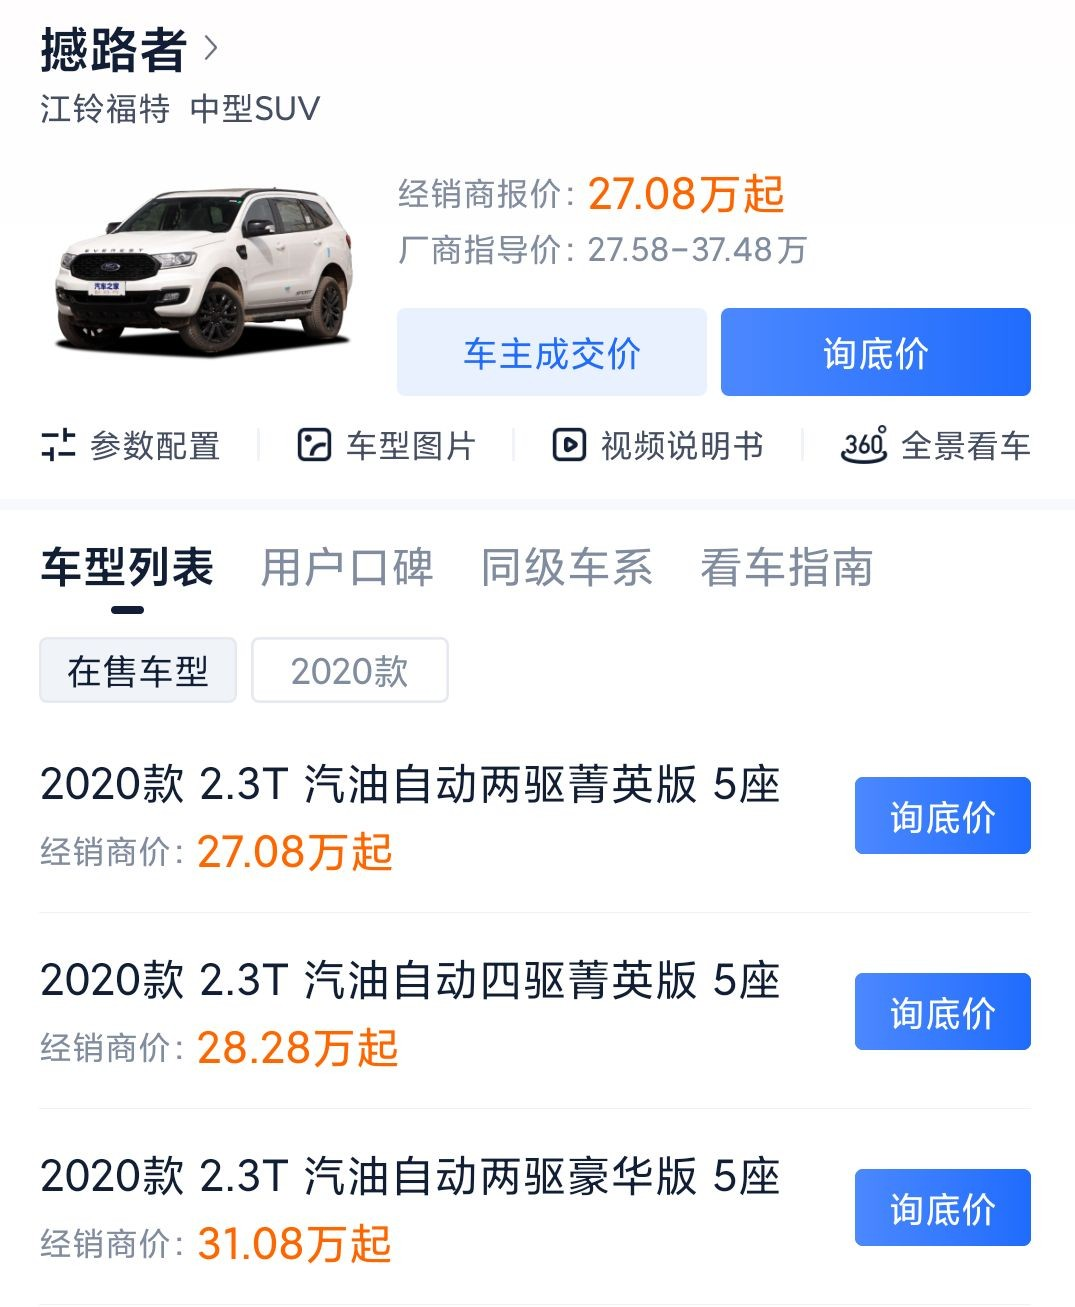 撼路者
江铃福特 中型SUV
EVEREST
Ford
汽车之家
SPORT
经销商报价：27.08万起
厂商指导价：27.58-37.48万
车主成交价 询底价
参数配置 车型图片 视频说明书 360° 全景看车
车型列表 用户口碑 同级车系 看车指南
在售车型 2020款
2020款 2.3T 汽油自动两驱菁英版 5座
经销商价：27.08万起
询底价
2020款 2.3T 汽油自动四驱菁英版 5座
经销商价：28.28万起
询底价
2020款 2.3T 汽油自动两驱豪华版 5座
经销商价：31.08万起
询底价